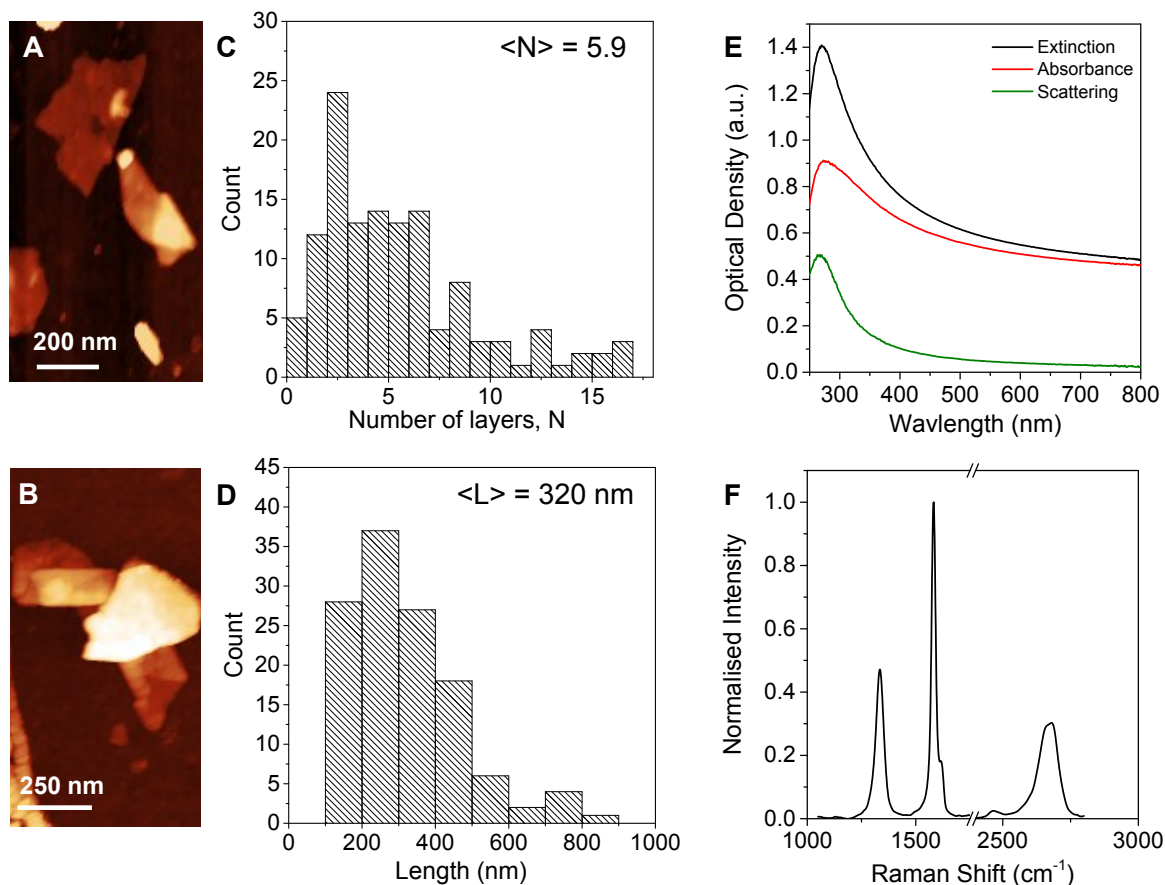 A
200 nm
C
<N> = 5.9
30
25
20
15
10
5
0
Count
0 5 10 15
Number of layers, N
E
Extinction
Absorbance
Scattering
1.4
1.2
1.0
0.8
0.6
0.4
0.2
0.0
Optical Density (a.u.)
300 400 500 600 700 800
Wavlength (nm)
B
250 nm
D
<L> = 320 nm
45
40
35
30
25
20
15
10
5
0
Count
0 200 400 600 800 1000
Length (nm)
F
1.0
0.8
0.6
0.4
0.2
0.0
Normalised Intensity
1000 1500 2500 3000
Raman Shift (cm⁻¹)